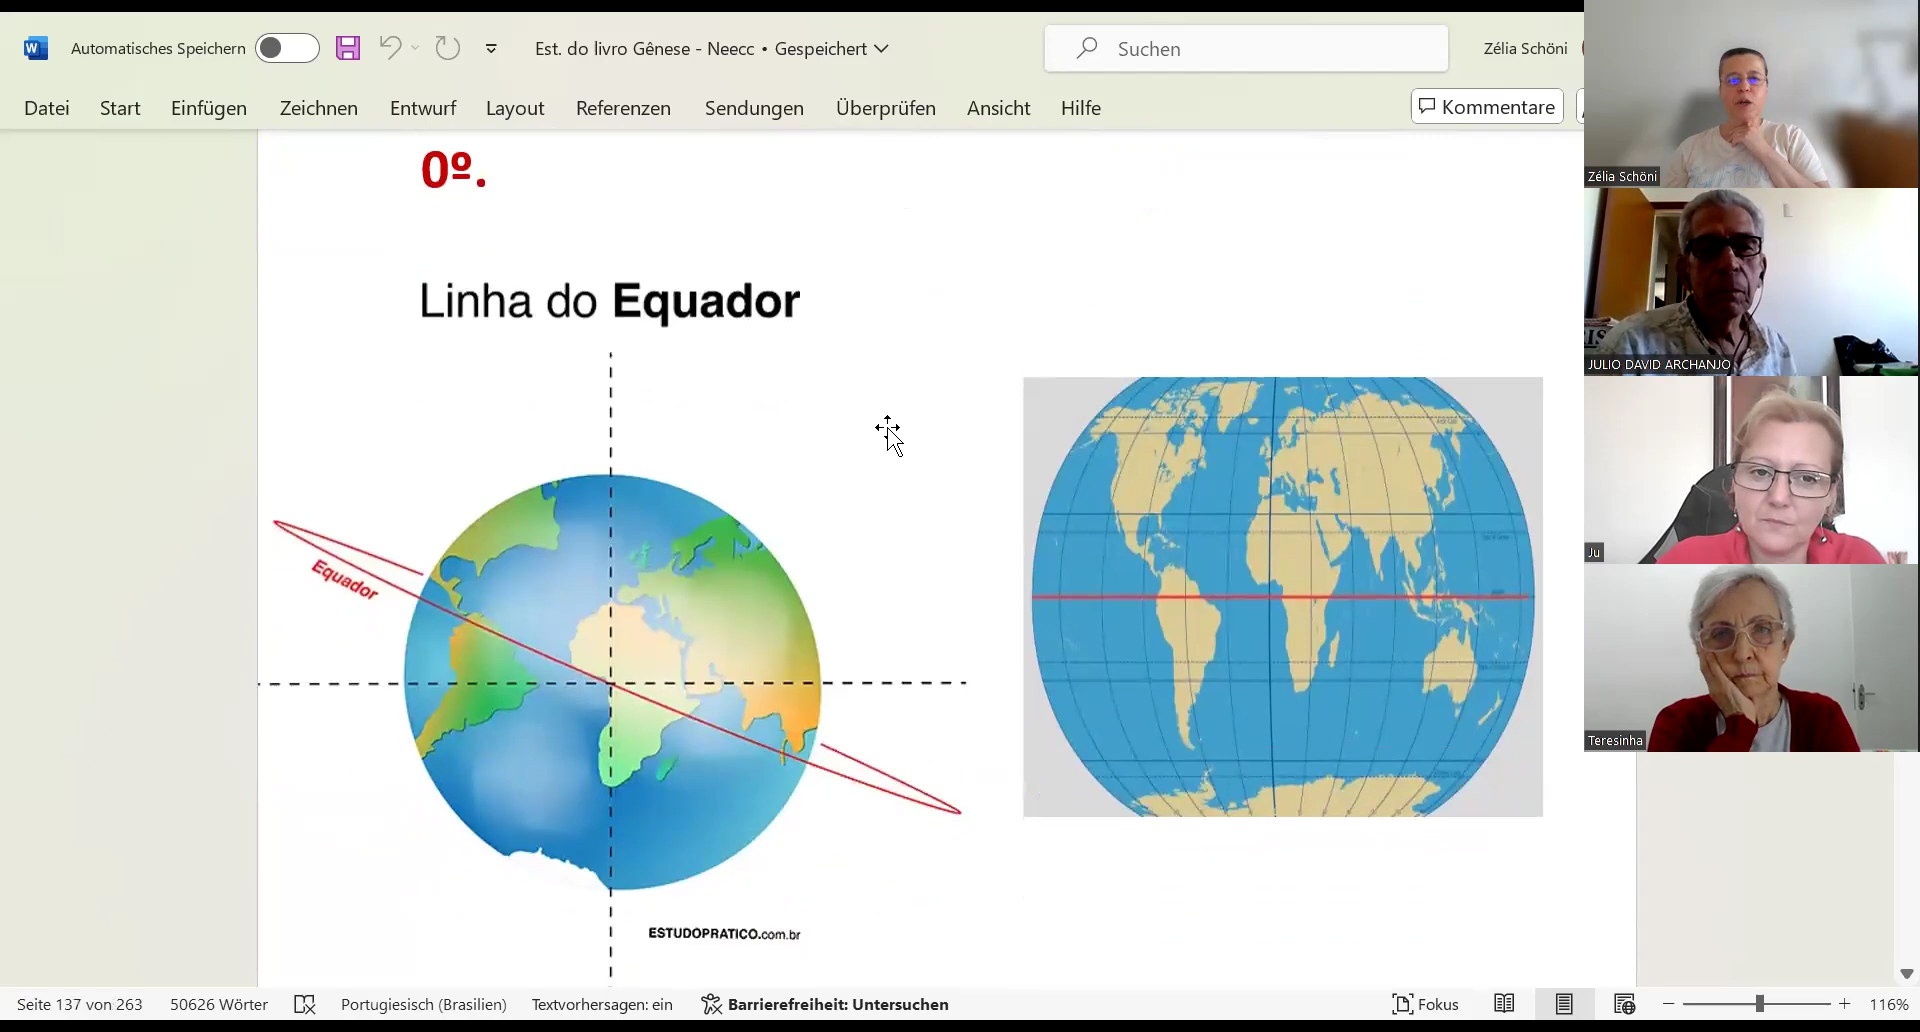 Automatisches Speichern
Est. do livro Gênese - Neecc • Gespeichert
Suchen
Zélia Schöni
Datei Start Einfügen Zeichnen Entwurf Layout Referenzen Sendungen Überprüfen Ansicht Hilfe
Kommentare
Zélia Schöni
0º.
Linha do Equador
JULIO DAVID ARCHANJO
Equador
Ju
Teresinha
ESTUDOPRATICO.com.br
Seite 137 von 263 50626 Wörter Portugiesisch (Brasilien) Textvorhersagen: ein Barrierefreiheit: Untersuchen Fokus 116%